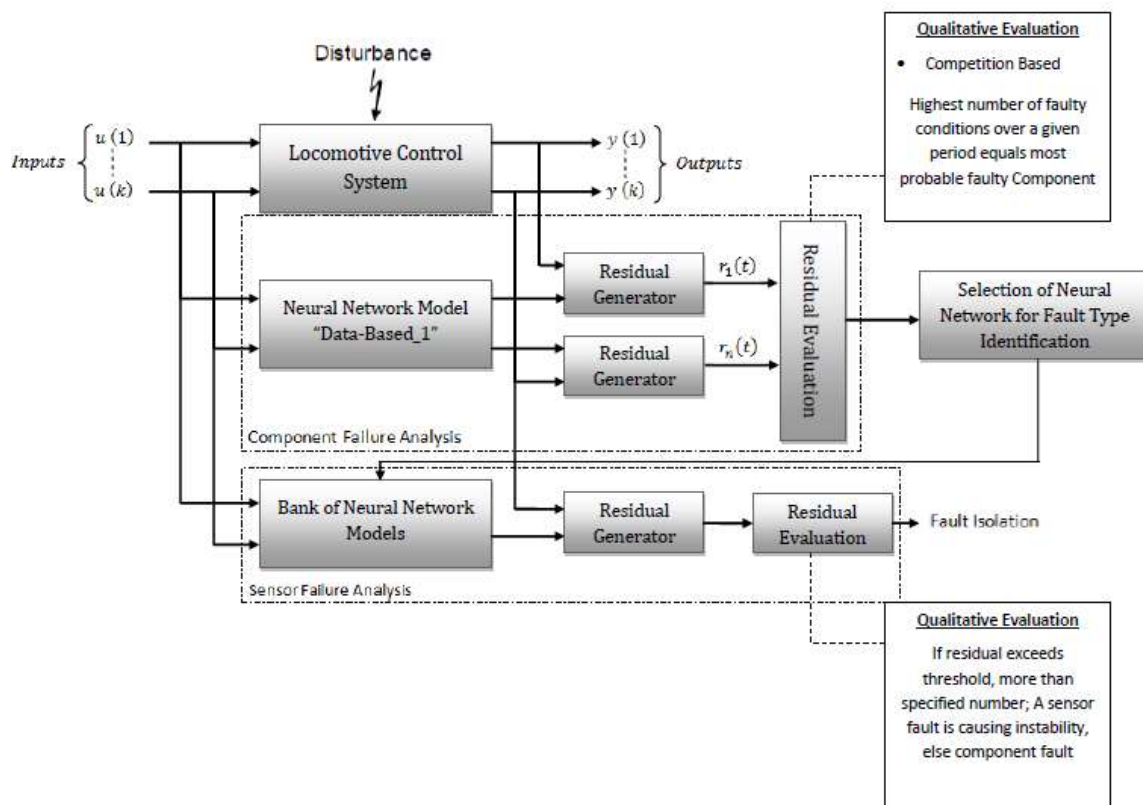 Qualitative Evaluation
• Competition Based
Highest number of faulty
conditions over a given
period equals most
probable faulty Component
Disturbance
Inputs
u (1)
u (k)
Locomotive Control
System
y (1)
y (k)
Outputs
Neural Network Model
“Data-Based_1”
Residual
Generator
r₁(t)
Residual
Generator
rₙ(t)
Residual Evaluation
Selection of Neural
Network for Fault Type
Identification
Component Failure Analysis
Bank of Neural Network
Models
Residual
Generator
Residual
Evaluation
Fault Isolation
Sensor Failure Analysis
Qualitative Evaluation
If residual exceeds
threshold, more than
specified number; A sensor
fault is causing instability,
else component fault